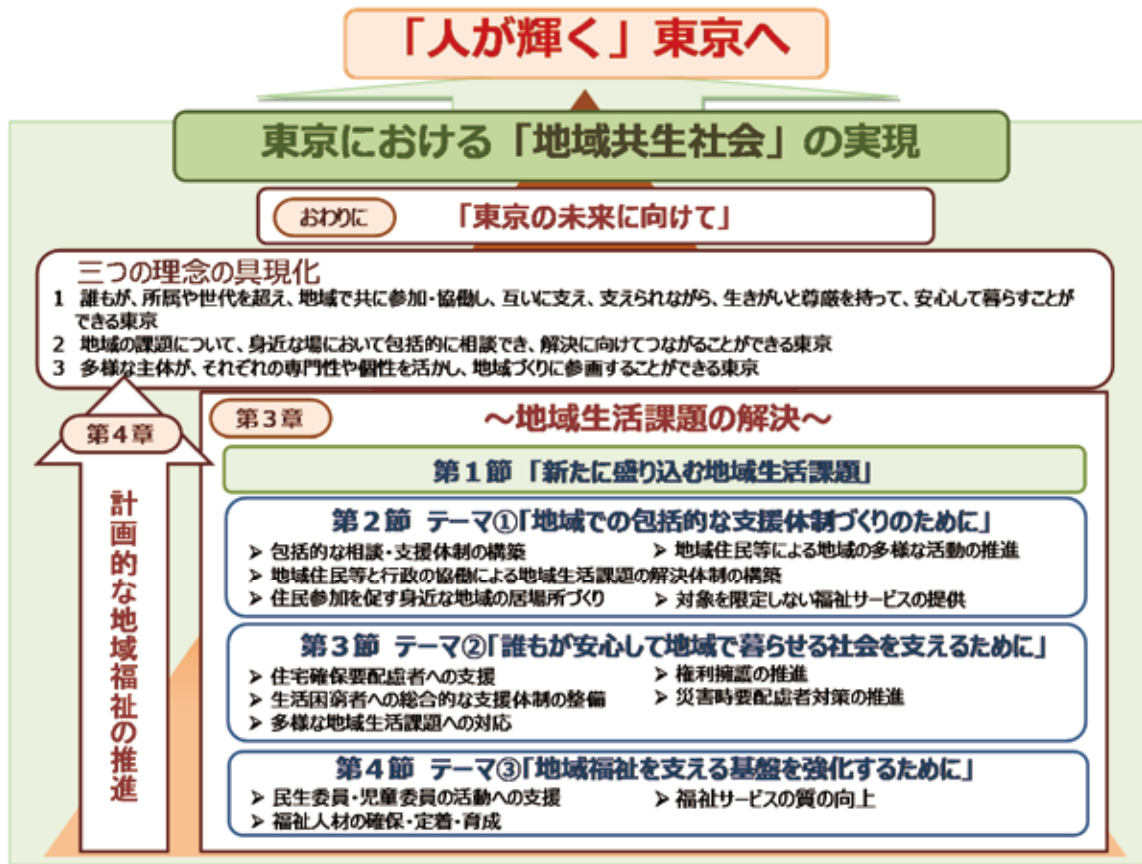 「人が輝く」東京へ
東京における「地域共生社会」の実現
おわりに 「東京の未来に向けて」
三つの理念の具現化
1 誰もが、所属や世代を超え、地域で共に参加・協働し、互いに支え、支えられながら、生きがいと尊厳を持って、安心して暮らすことが
できる東京
2 地域の課題について、身近な場において包括的に相談でき、解決に向けてつながることができる東京
3 多様な主体が、それぞれの専門性や個性を活かし、地域づくりに参画することができる東京
第4章
計画的な地域福祉の推進
第3章 ～地域生活課題の解決～
第1節 「新たに盛り込む地域生活課題」
第2節 テーマ①「地域での包括的な支援体制づくりのために」
➢ 包括的な相談・支援体制の構築 ➢ 地域住民等による地域の多様な活動の推進
➢ 地域住民等と行政の協働による地域生活課題の解決体制の構築
➢ 住民参加を促す身近な地域の居場所づくり ➢ 対象を限定しない福祉サービスの提供
第3節 テーマ②「誰もが安心して地域で暮らせる社会を支えるために」
➢ 住宅確保要配慮者への支援 ➢ 権利擁護の推進
➢ 生活困窮者への総合的な支援体制の整備 ➢ 災害時要配慮者対策の推進
➢ 多様な地域生活課題への対応
第4節 テーマ③「地域福祉を支える基盤を強化するために」
➢ 民生委員・児童委員の活動への支援 ➢ 福祉サービスの質の向上
➢ 福祉人材の確保・定着・育成